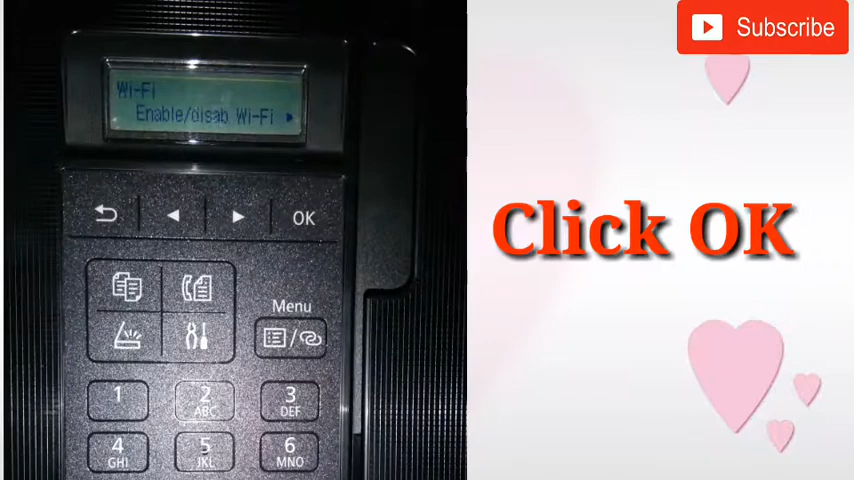 Wi-Fi
Enable/disab Wi-Fi
OK
Menu
1
2
ABC
3
DEF
4
GHI
5
JKL
6
MNO
Subscribe
Click OK